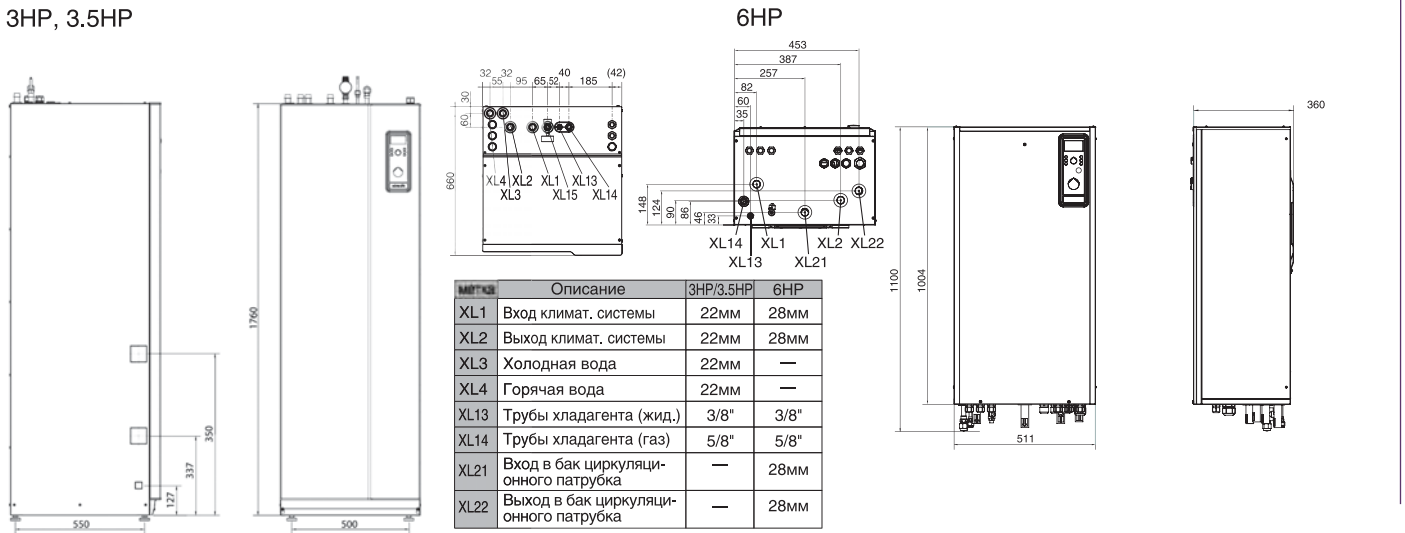 3HP, 3.5HP
6HP
32 32 40 (42)
55 95 65 52 185
30
60
660
XL4 XL2 XL1 XL13
XL3 XL15 XL14
453
387
257
82
60
35
148
124
90
86
46
33
XL14 XL1 XL2 XL22
XL13 XL21
360
1100
1004
511
1760
350
337
127
550
500
метка Описание 3HP/3.5HP 6HP
XL1 Вход климат. системы 22мм 28мм
XL2 Выход климат. системы 22мм 28мм
XL3 Холодная вода 22мм —
XL4 Горячая вода 22мм —
XL13 Трубы хладагента (жид.) 3/8" 3/8"
XL14 Трубы хладагента (газ) 5/8" 5/8"
XL21 Вход в бак циркуляци- — 28мм
онного патрубка
XL22 Выход в бак циркуляци- — 28мм
онного патрубка